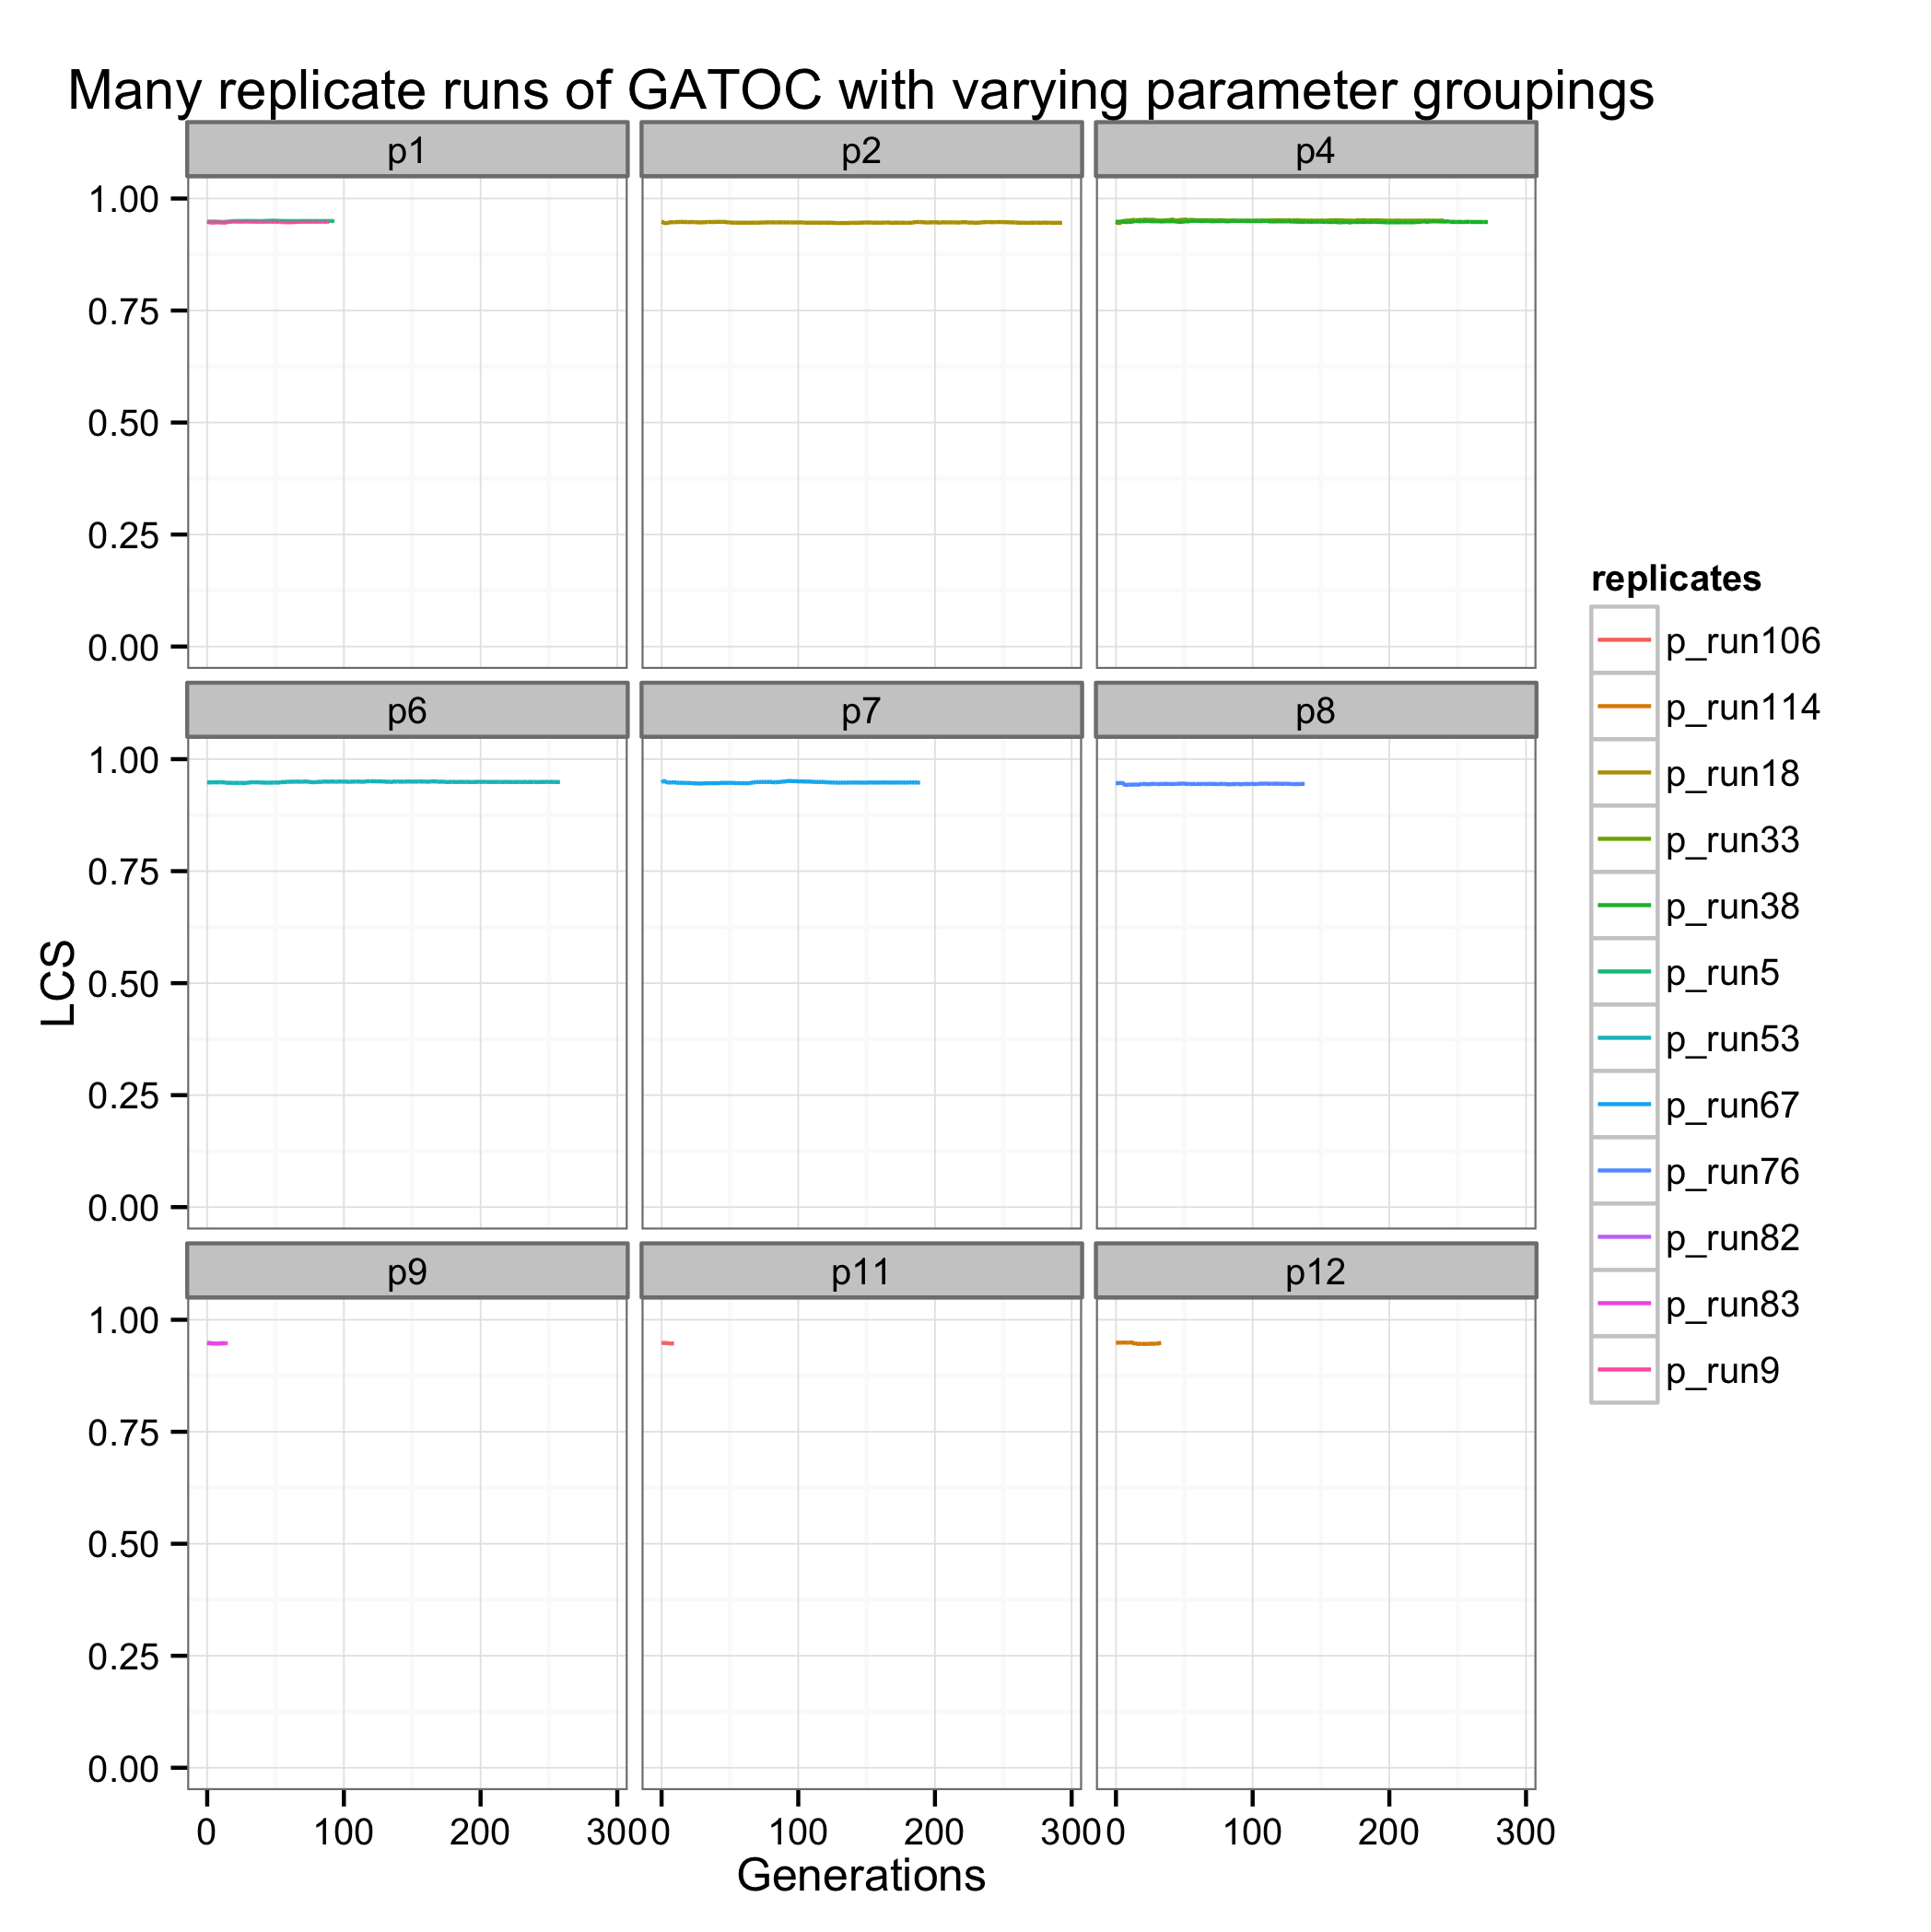 Many replicate runs of GATOC with varying parameter groupings
p1 p2 p4
1.00
0.75
0.50
0.25
0.00
p6 p7 p8
1.00
0.75
0.50
0.25
0.00
p9 p11 p12
1.00
0.75
0.50
0.25
0.00
0 100 200 300 0 100 200 300 0 100 200 300
Generations
LCS
replicates
p_run106
p_run114
p_run18
p_run33
p_run38
p_run5
p_run53
p_run67
p_run76
p_run82
p_run83
p_run9